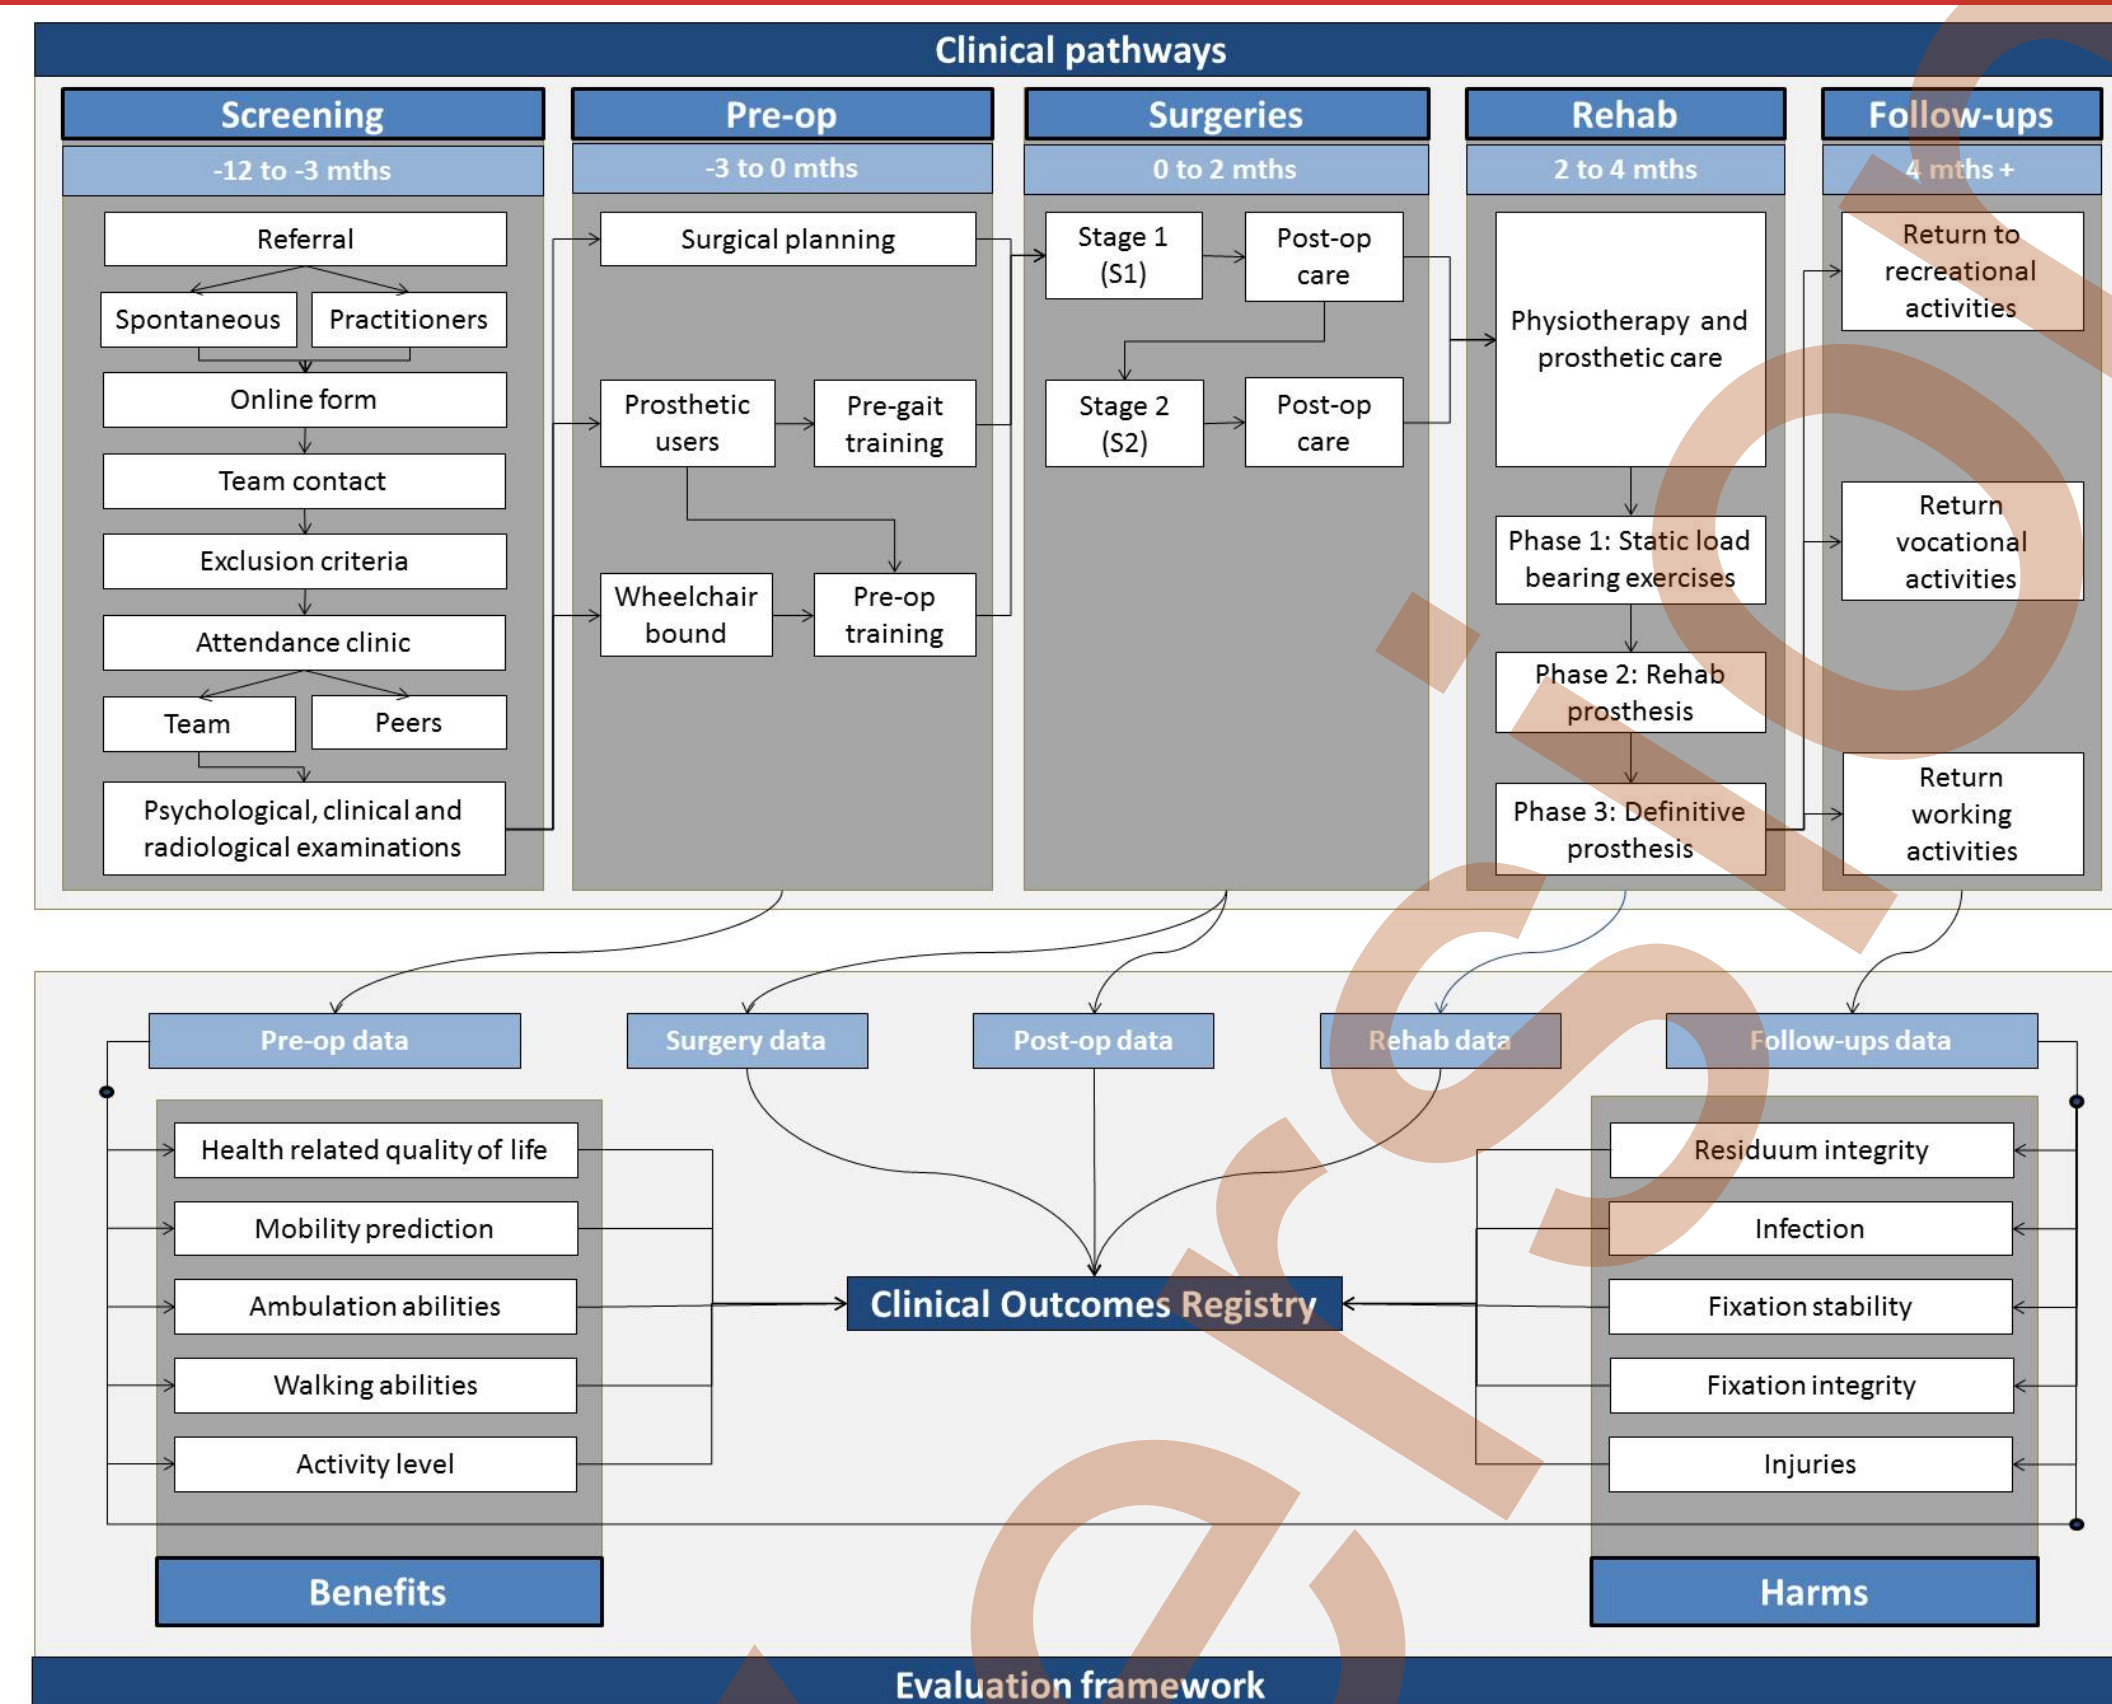 Clinical pathways
Screening
-12 to -3 mths
Referral
Spontaneous
Practitioners
Online form
Team contact
Exclusion criteria
Attendance clinic
Team
Peers
Psychological, clinical and
radiological examinations
Pre-op
-3 to 0 mths
Surgical planning
Prosthetic
users
Pre-gait
training
Wheelchair
bound
Pre-op
training
Surgeries
0 to 2 mths
Stage 1
(S1)
Post-op
care
Stage 2
(S2)
Post-op
care
Rehab
2 to 4 mths
Physiotherapy and
prosthetic care
Phase 1: Static load
bearing exercises
Phase 2: Rehab
prosthesis
Phase 3: Definitive
prosthesis
Follow-ups
4 mths +
Return to
recreational
activities
Return
vocational
activities
Return
working
activities
Pre-op data
Surgery data
Post-op data
Rehab data
Follow-ups data
Health related quality of life
Mobility prediction
Ambulation abilities
Walking abilities
Activity level
Benefits
Clinical Outcomes Registry
Residuum integrity
Infection
Fixation stability
Fixation integrity
Injuries
Harms
Evaluation framework